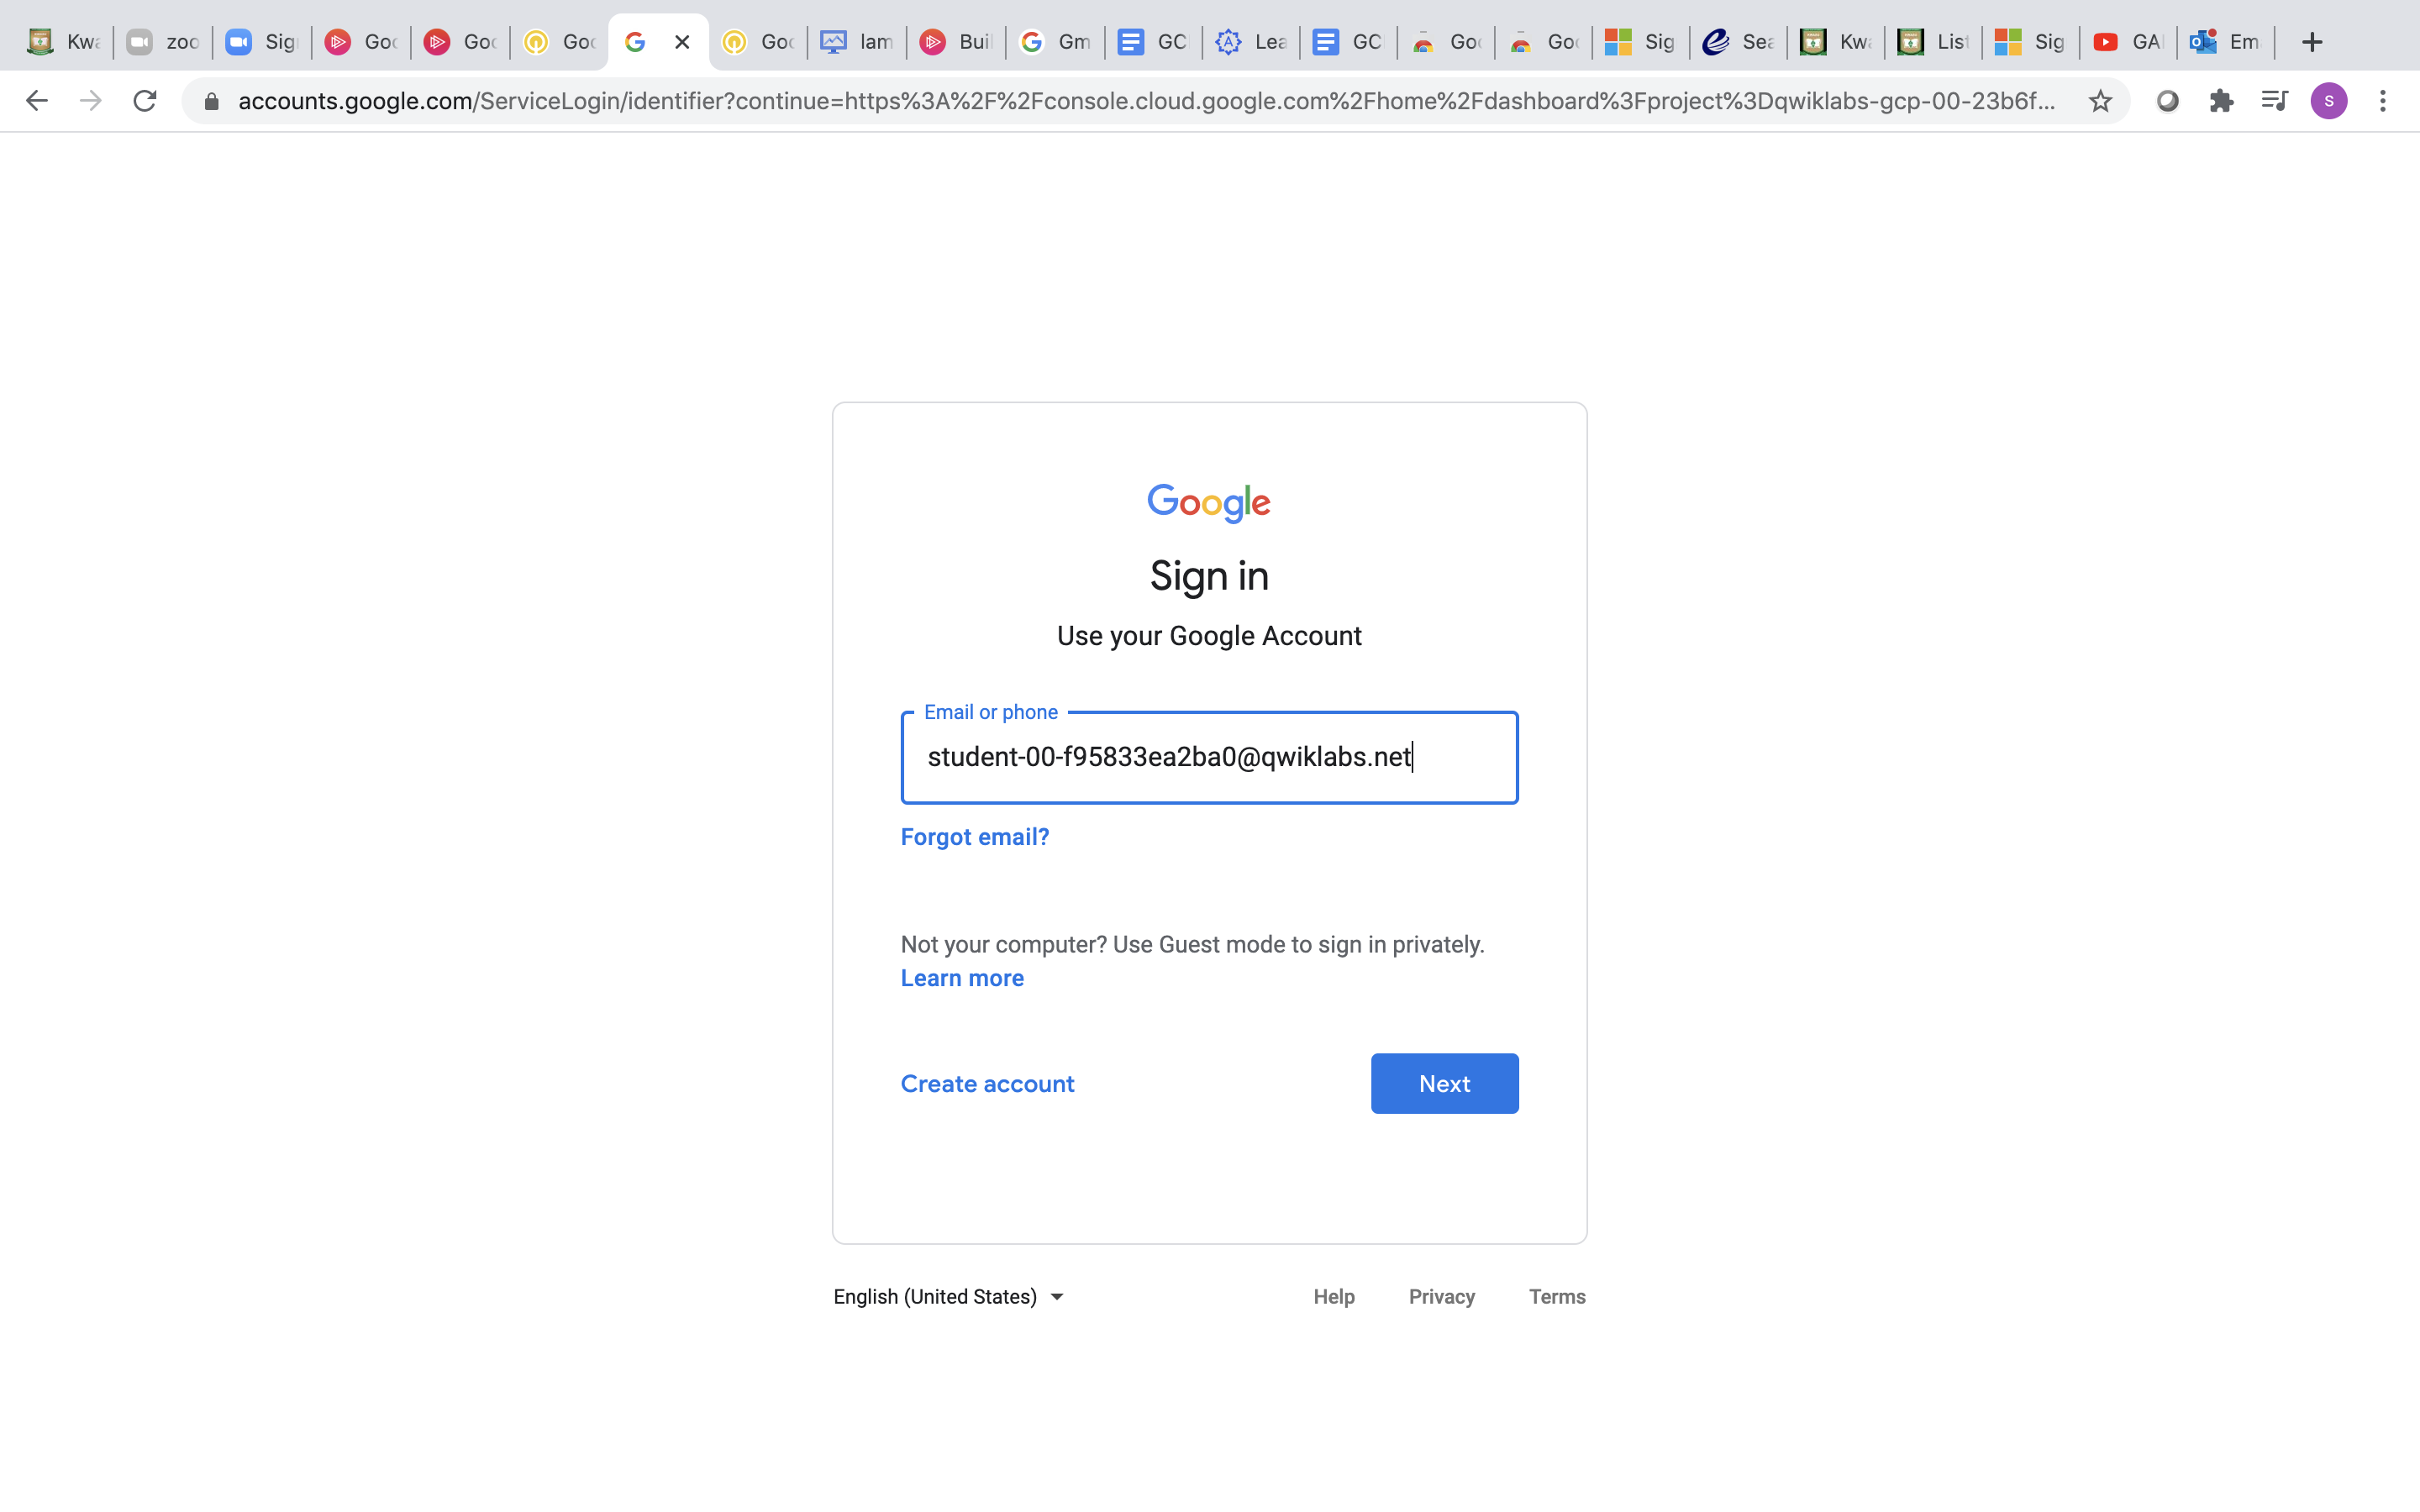 Kwa
zoo
Sig
Goo
Goo
Goo
Goo
Iam
Bui
Gm
GC
Lea
GC
Goo
Goo
Sig
Sea
Kwa
List
Sig
GA
Em
accounts.google.com/ServiceLogin/identifier?continue=https%3A%2F%2Fconsole.cloud.google.com%2Fhome%2Fdashboard%3Fproject%3Dqwiklabs-gcp-00-23b6f...
S
Google
Sign in
Use your Google Account
Email or phone
student-00-f95833ea2ba0@qwiklabs.net
Forgot email?
Not your computer? Use Guest mode to sign in privately.
Learn more
Create account
Next
English (United States)
Help
Privacy
Terms